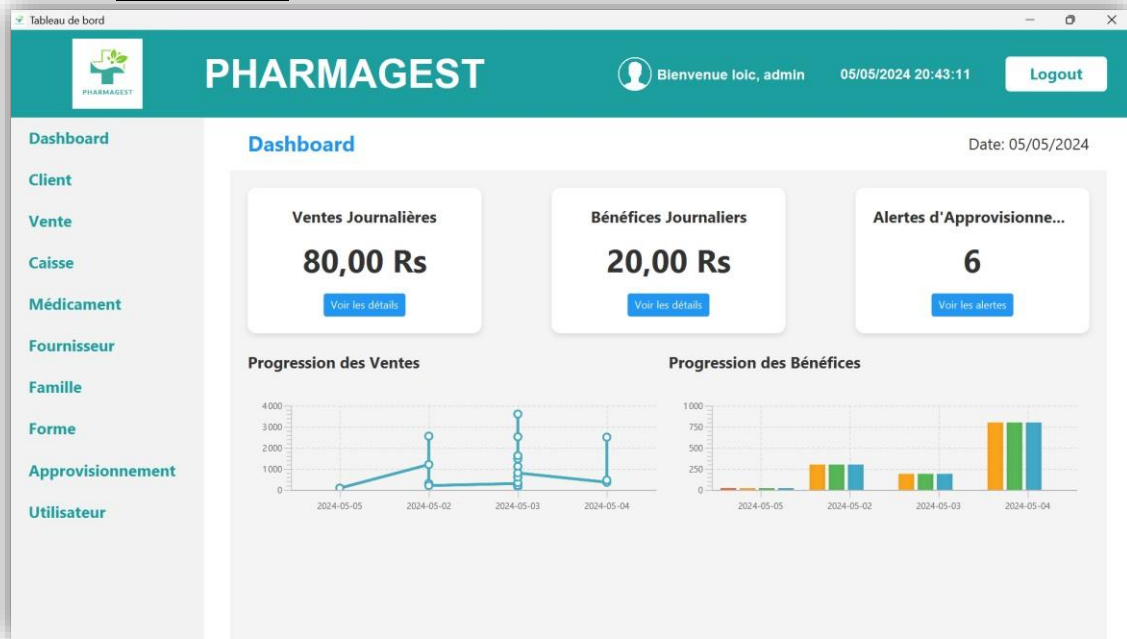 Tableau de bord
PHARMAGEST
PHARMAGEST
Bienvenue loic, admin
05/05/2024 20:43:11
Logout
Dashboard
Client
Vente
Caisse
Médicament
Fournisseur
Famille
Forme
Approvisionnement
Utilisateur
Dashboard
Date: 05/05/2024
Ventes Journalières
80,00 Rs
Voir les détails
Bénéfices Journaliers
20,00 Rs
Voir les détails
Alertes d'Approvisionne...
6
Voir les alertes
Progression des Ventes
4 000
3 000
2 000
1 000
0
2024-05-05
2024-05-02
2024-05-03
2024-05-04
Progression des Bénéfices
1 000
750
500
250
0
2024-05-05
2024-05-02
2024-05-03
2024-05-04